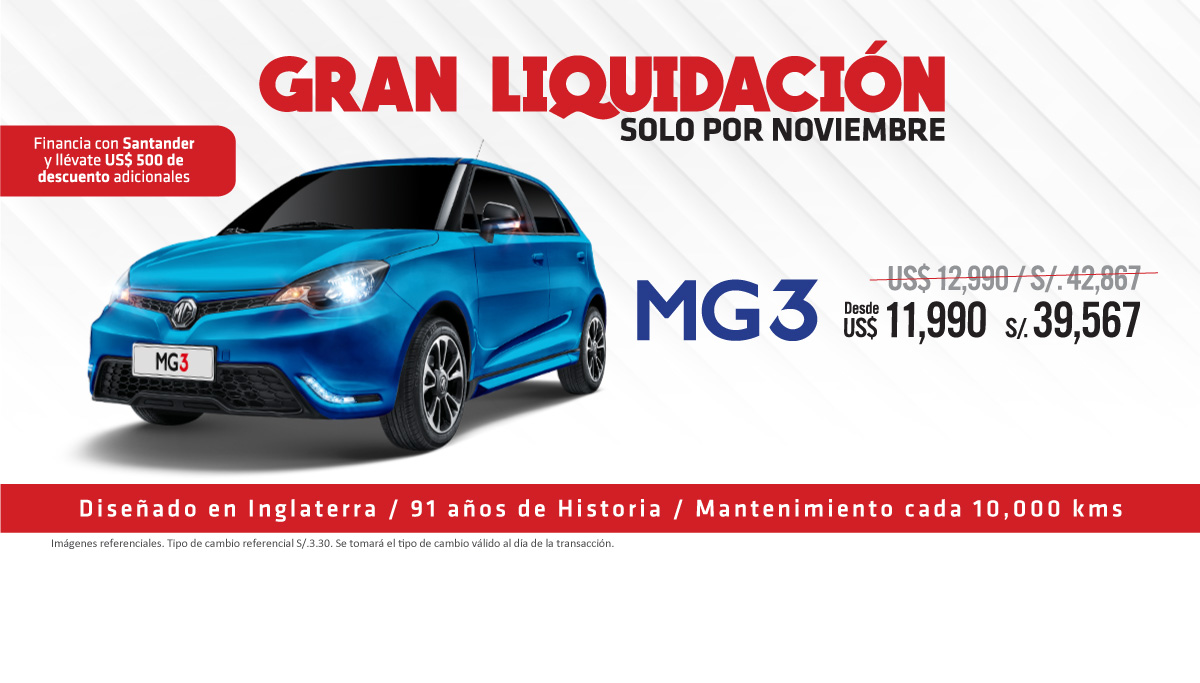 GRAN LIQUIDACIÓN
SOLO POR NOVIEMBRE
Financia con Santander
y llévate US$ 500 de
descuento adicionales
MG
MG3
MG3
US$ 12,990 / S/. 42,867
Desde US$ 11,990 S/. 39,567
Diseñado en Inglaterra / 91 años de Historia / Mantenimiento cada 10,000 kms
Imágenes referenciales. Tipo de cambio referencial S/.3.30. Se tomará el tipo de cambio válido al día de la transacción.